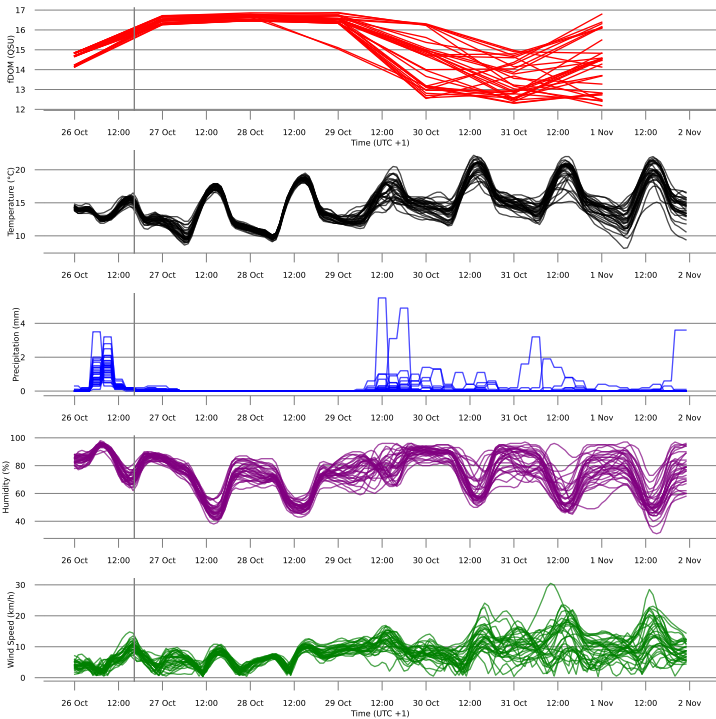 17
16
15
14
13
12
fDOM (QSU)
26 Oct 12:00 27 Oct 12:00 28 Oct 12:00 29 Oct 12:00 30 Oct 12:00 31 Oct 12:00 1 Nov 12:00 2 Nov
Time (UTC +1)
20
15
10
Temperature (°C)
26 Oct 12:00 27 Oct 12:00 28 Oct 12:00 29 Oct 12:00 30 Oct 12:00 31 Oct 12:00 1 Nov 12:00 2 Nov
4
2
0
Precipitation (mm)
26 Oct 12:00 27 Oct 12:00 28 Oct 12:00 29 Oct 12:00 30 Oct 12:00 31 Oct 12:00 1 Nov 12:00 2 Nov
100
80
60
40
Humidity (%)
26 Oct 12:00 27 Oct 12:00 28 Oct 12:00 29 Oct 12:00 30 Oct 12:00 31 Oct 12:00 1 Nov 12:00 2 Nov
30
20
10
0
Wind Speed (km/h)
26 Oct 12:00 27 Oct 12:00 28 Oct 12:00 29 Oct 12:00 30 Oct 12:00 31 Oct 12:00 1 Nov 12:00 2 Nov
Time (UTC +1)